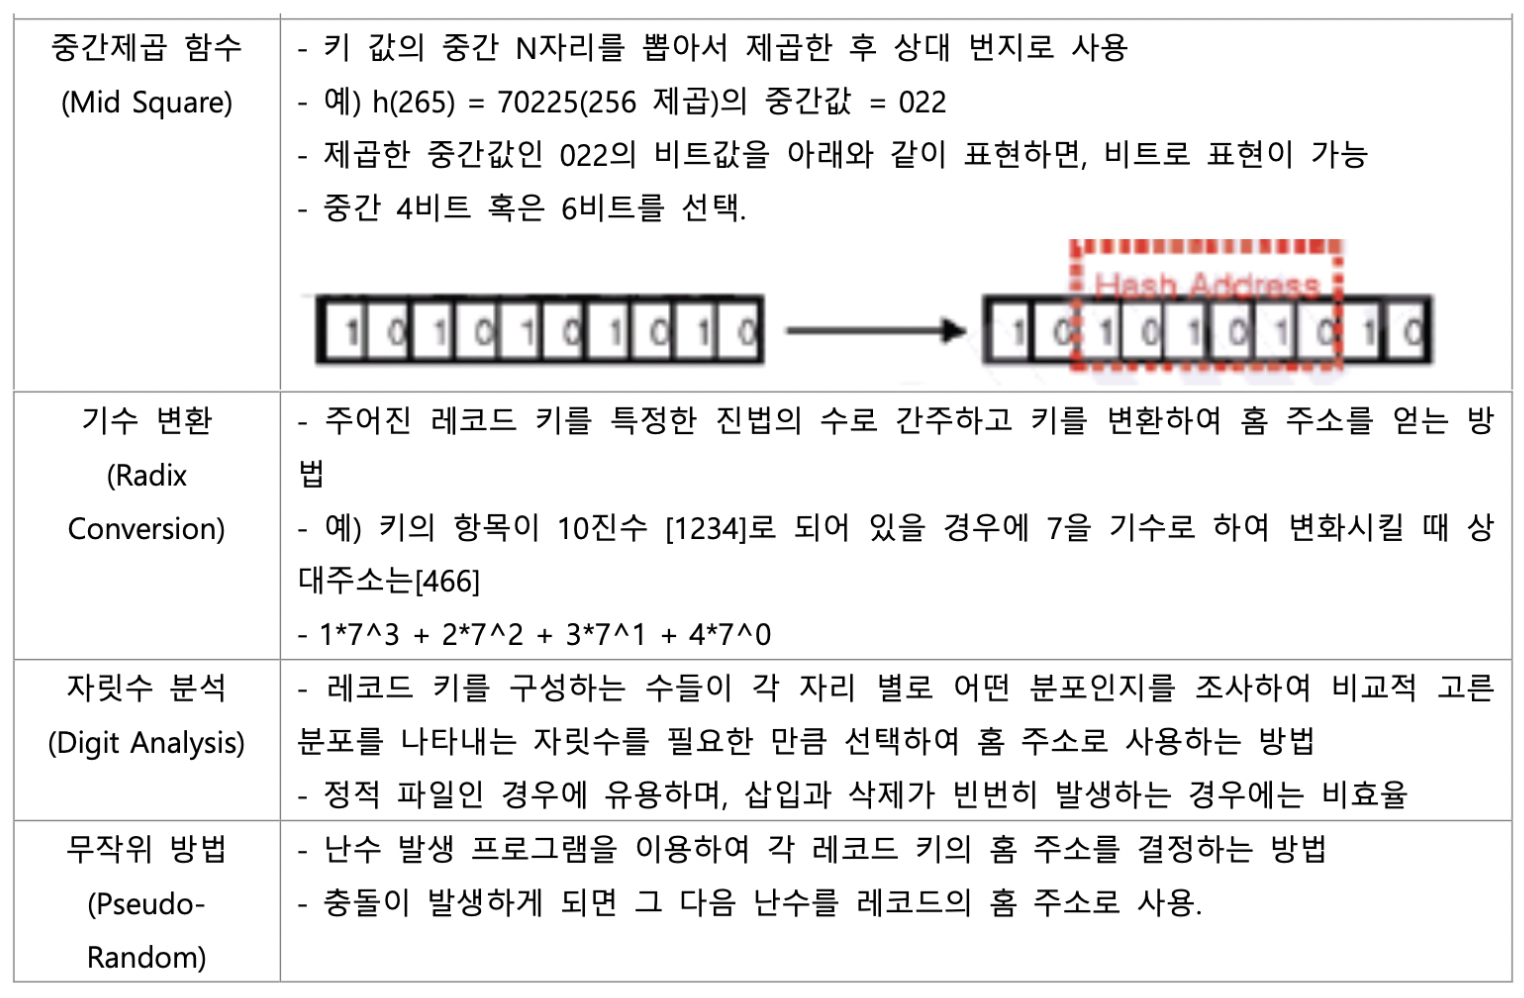 중간제곱 함수
(Mid Square)
- 키 값의 중간 N자리를 뽑아서 제곱한 후 상대 번지로 사용
- 예) h(265) = 70225(256 제곱)의 중간값 = 022
- 제곱한 중간값인 022의 비트값을 아래와 같이 표현하면, 비트로 표현이 가능
- 중간 4비트 혹은 6비트를 선택.
Hash Address
1 0 1 0 1 0 1 0 1 0
1 0 1 0 1 0 1 0 1 0
기수 변환
(Radix
Conversion)
- 주어진 레코드 키를 특정한 진법의 수로 간주하고 키를 변환하여 홈 주소를 얻는 방
법
- 예) 키의 항목이 10진수 [1234]로 되어 있을 경우에 7을 기수로 하여 변화시킬 때 상
대주소는[466]
- 1*7^3 + 2*7^2 + 3*7^1 + 4*7^0
자릿수 분석
(Digit Analysis)
- 레코드 키를 구성하는 수들이 각 자리 별로 어떤 분포인지를 조사하여 비교적 고른
분포를 나타내는 자릿수를 필요한 만큼 선택하여 홈 주소로 사용하는 방법
- 정적 파일인 경우에 유용하며, 삽입과 삭제가 빈번히 발생하는 경우에는 비효율
무작위 방법
(Pseudo-
Random)
- 난수 발생 프로그램을 이용하여 각 레코드 키의 홈 주소를 결정하는 방법
- 충돌이 발생하게 되면 그 다음 난수를 레코드의 홈 주소로 사용.